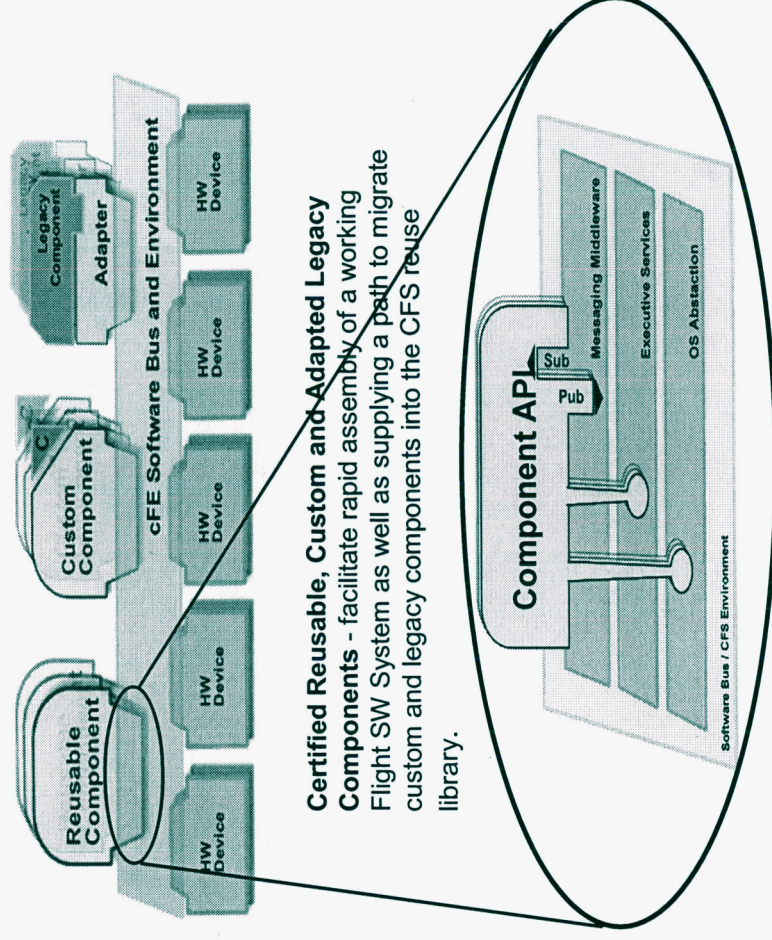 Reusable
Component
Custom
Component
C
C
Legacy
Component
Adapter
cFE Software Bus and Environment
HW
Device
HW
Device
HW
Device
HW
Device
HW
Device
Certified Reusable, Custom and Adapted Legacy
Components - facilitate rapid assembly of a working
Flight SW System as well as supplying a path to migrate
custom and legacy components into the CFS reuse
library.
Component API
Sub
Pub
Messaging Middleware
Executive Services
OS Abstaction
Software Bus / CFS Environment